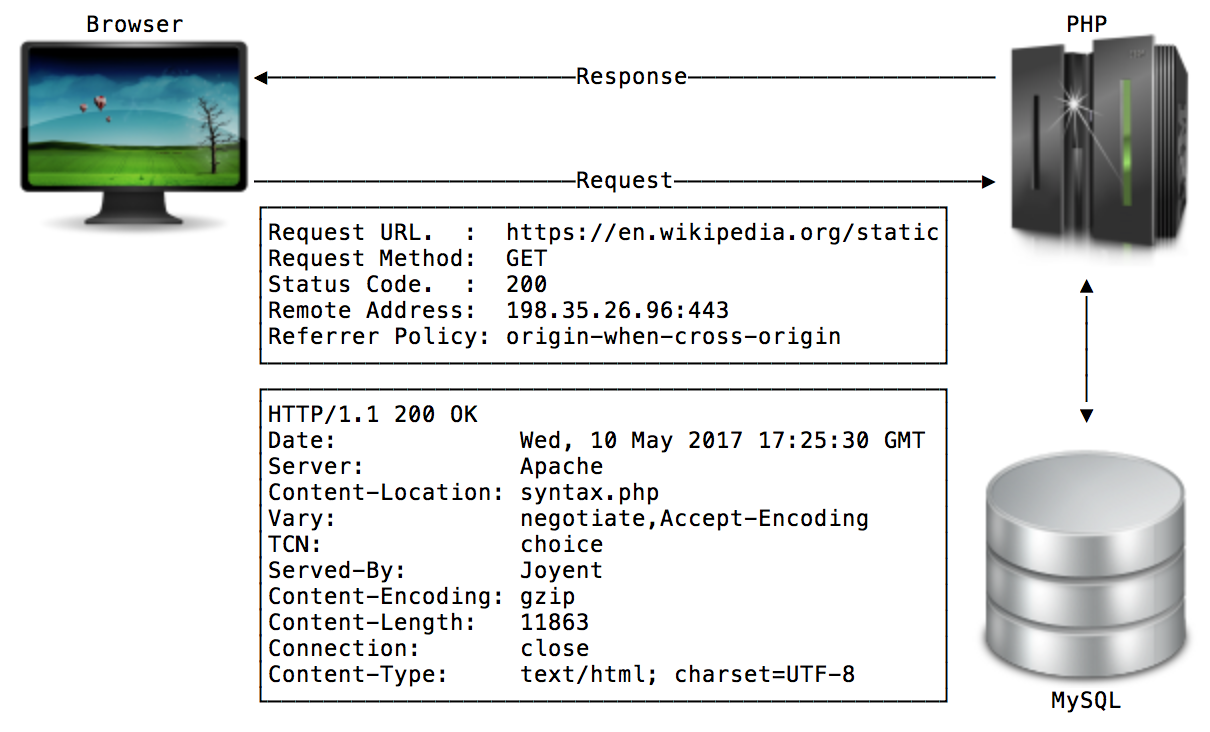 Browser
PHP
Response
Request
Request URL.  :  https://en.wikipedia.org/static
Request Method:  GET
Status Code.  :  200
Remote Address:  198.35.26.96:443
Referrer Policy: origin-when-cross-origin
HTTP/1.1 200 OK
Date:             Wed, 10 May 2017 17:25:30 GMT
Server:           Apache
Content-Location: syntax.php
Vary:             negotiate,Accept-Encoding
TCN:              choice
Served-By:        Joyent
Content-Encoding: gzip
Content-Length:   11863
Connection:       close
Content-Type:     text/html; charset=UTF-8
MySQL